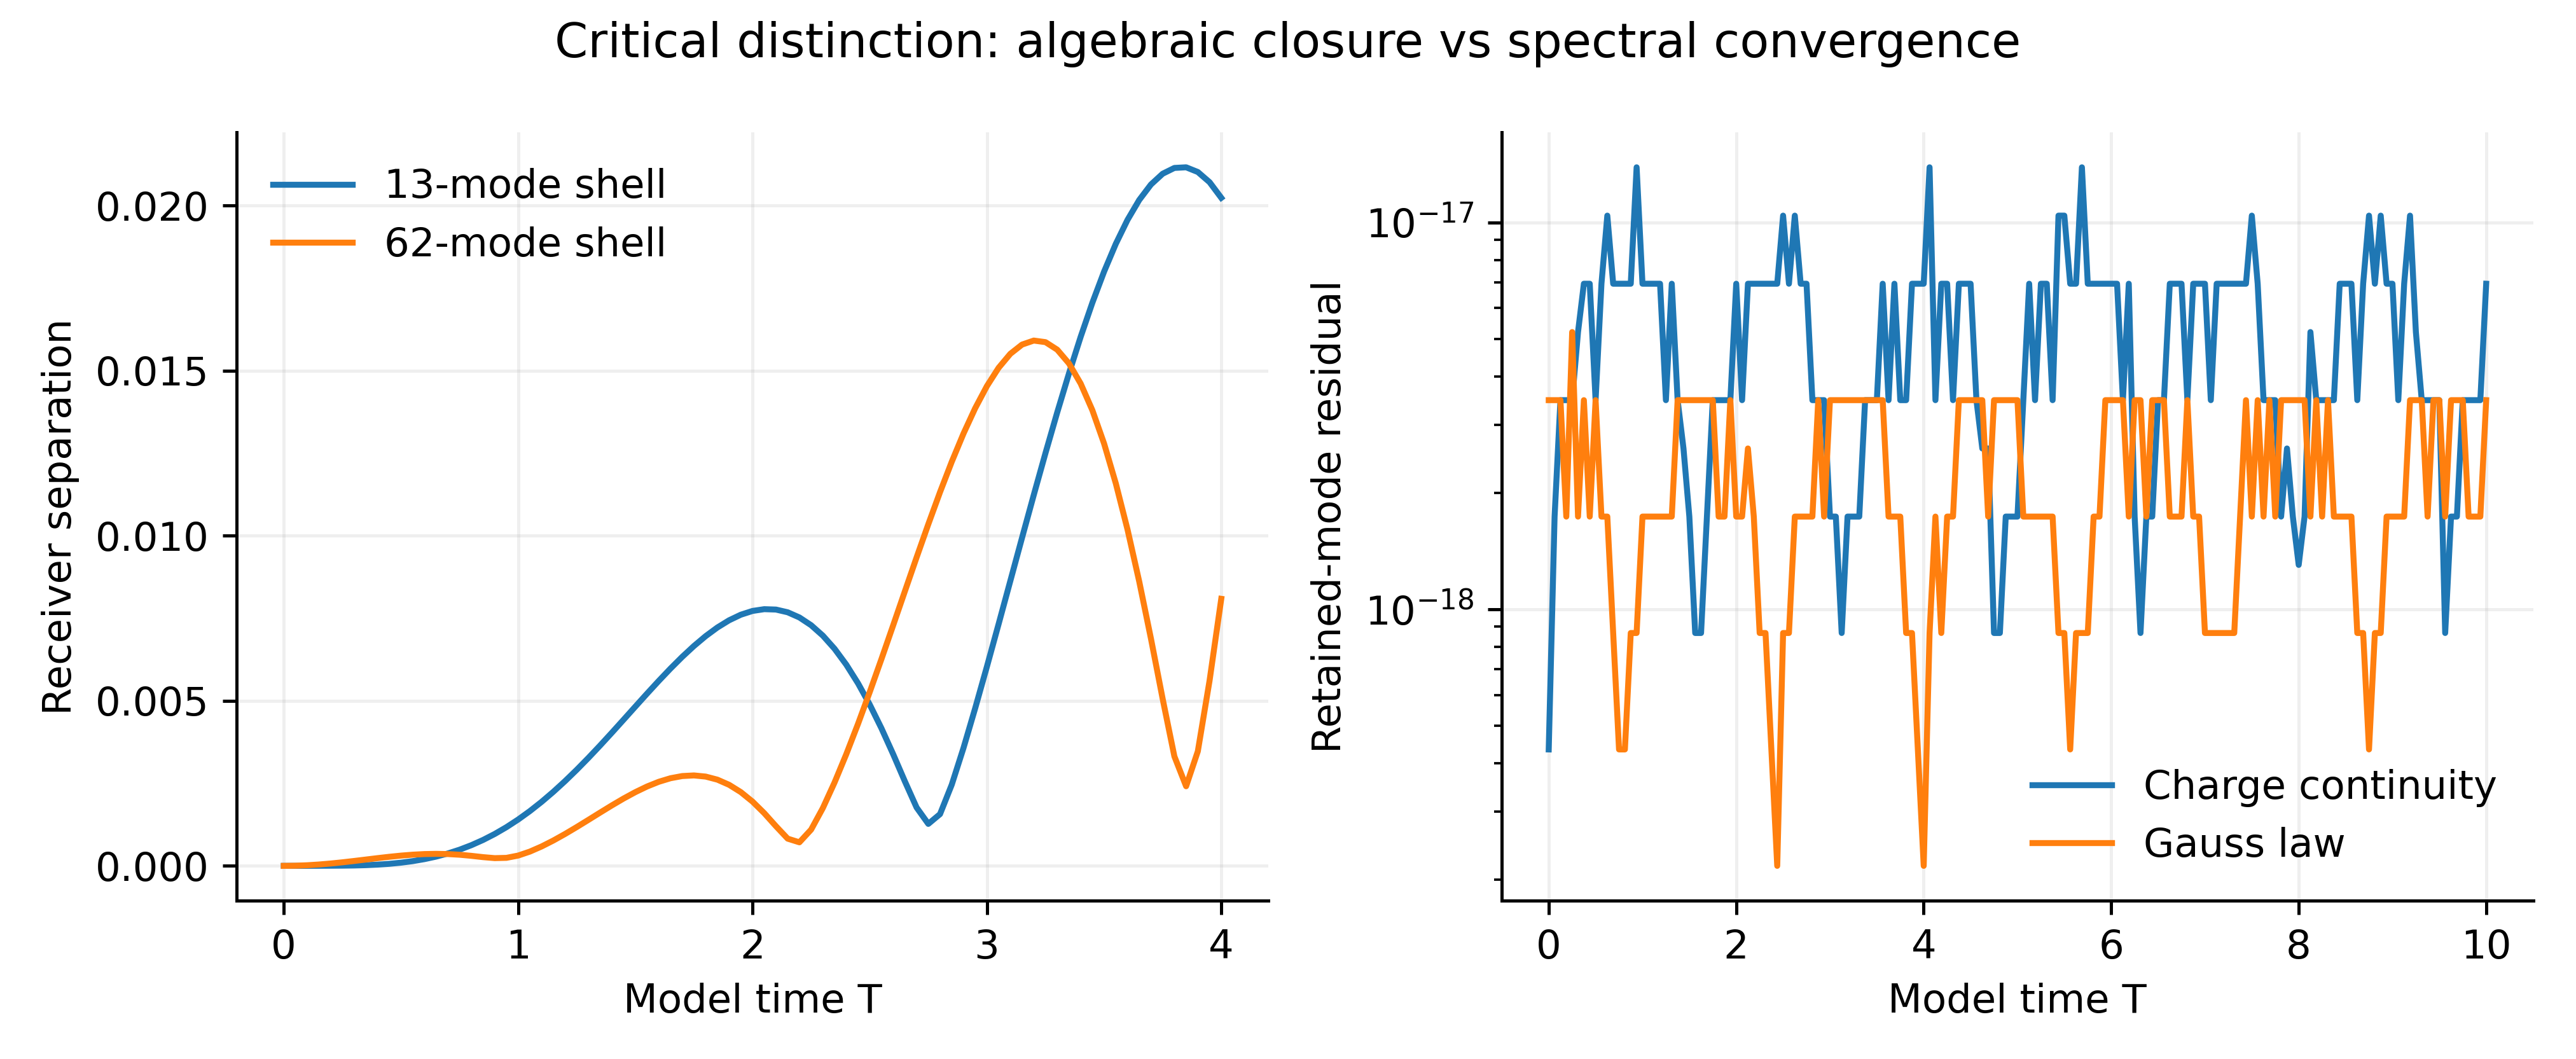 Critical distinction: algebraic closure vs spectral convergence
13-mode shell
62-mode shell
Receiver separation
0.020
0.015
0.010
0.005
0.000
0 1 2 3 4
Model time T
Retained-mode residual
10⁻¹⁷
10⁻¹⁸
Charge continuity
Gauss law
0 2 4 6 8 10
Model time T